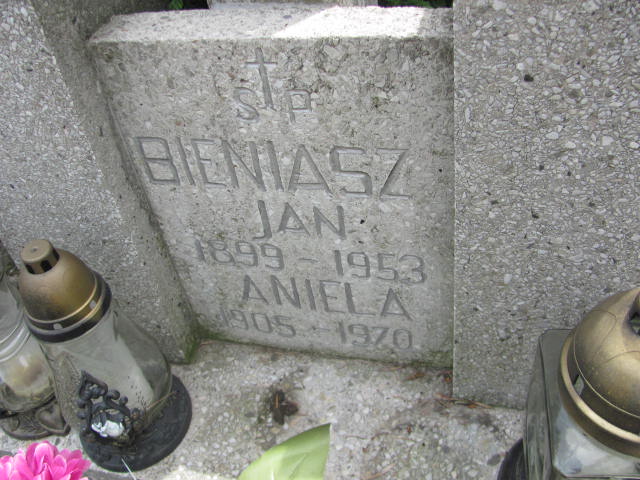 S†P
BIENIASZ
JAN
1899 - 1953
ANIELA
1905 - 1970